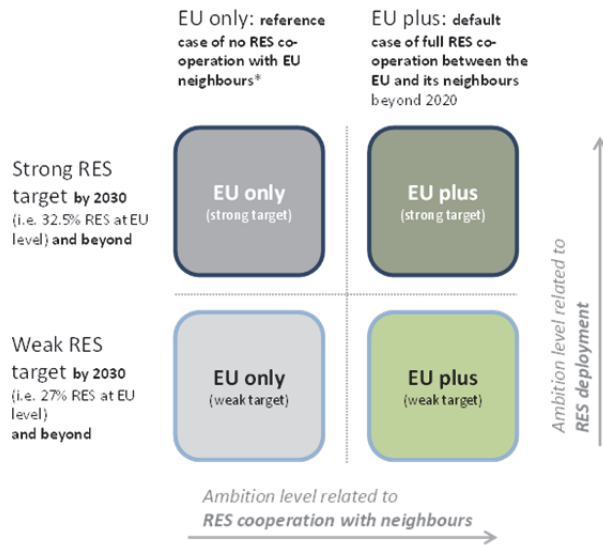 EU only: reference
case of no RES co-
operation with EU
neighbours*
EU plus: default
case of full RES co-
operation between the
EU and its neighbours
beyond 2020
Strong RES
target by 2030
(i.e. 32.5% RES at EU
level) and beyond
EU only
(strong target)
EU plus
(strong target)
Weak RES
target by 2030
(i.e. 27% RES at EU
level)
and beyond
EU only
(weak target)
EU plus
(weak target)
Ambition level related to
RES deployment
Ambition level related to
RES cooperation with neighbours